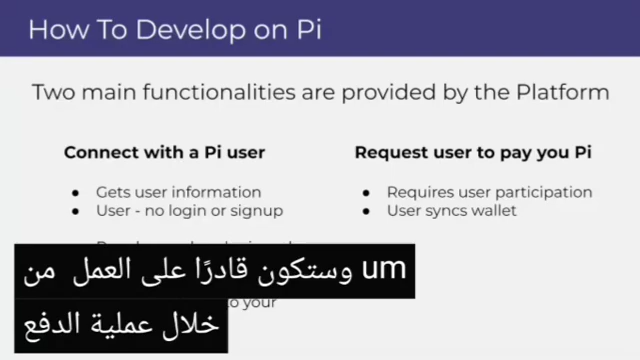 How To Develop on Pi
Two main functionalities are provided by the Platform
Connect with a Pi user
● Gets user information
● User - no login or signup
to your
Request user to pay you Pi
● Requires user participation
● User syncs wallet
um وستكون قادرًا على العمل من
خلال عملية الدفع